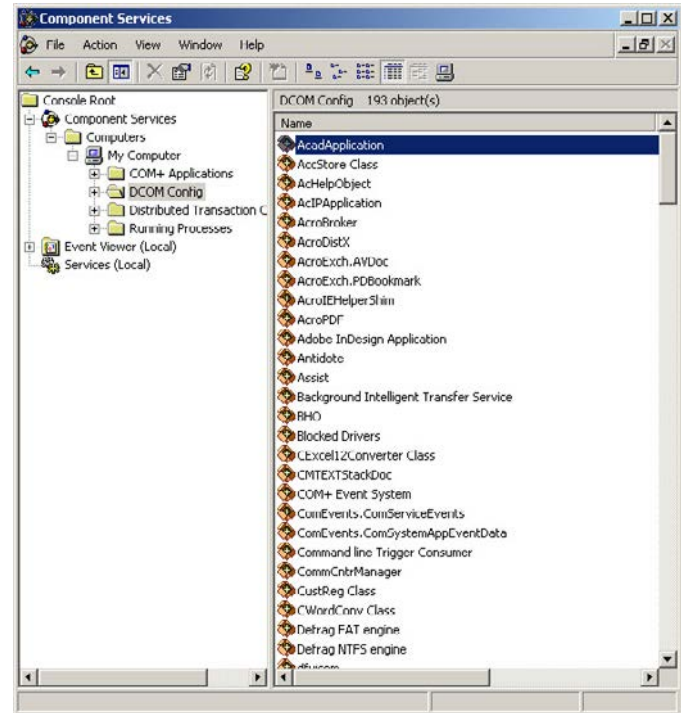 Component Services
File Action View Window Help
Console Root
Component Services
Computers
My Computer
COM+ Applications
DCOM Config
Distributed Transaction C
Running Processes
Event Viewer (Local)
Services (Local)
DCOM Config 193 object(s)
Name
AcadApplication
AccStore Class
AcHelpObject
AcIPApplication
AcroBroker
AcroDistX
AcroExch.AVDoc
AcroExch.PDBookmark
AcroIEHelperShim
AcroPDF
Adobe InDesign Application
Antidote
Assist
Background Intelligent Transfer Service
BHO
Blocked Drivers
CExcel12Converter Class
CMTEXTStackDoc
COM+ Event System
ComEvents.ComServiceEvents
ComEvents.ComSystemAppEventData
Command line Trigger Consumer
CommCntrManager
CustReg Class
CWordConv Class
Defrag FAT engine
Defrag NTFS engine